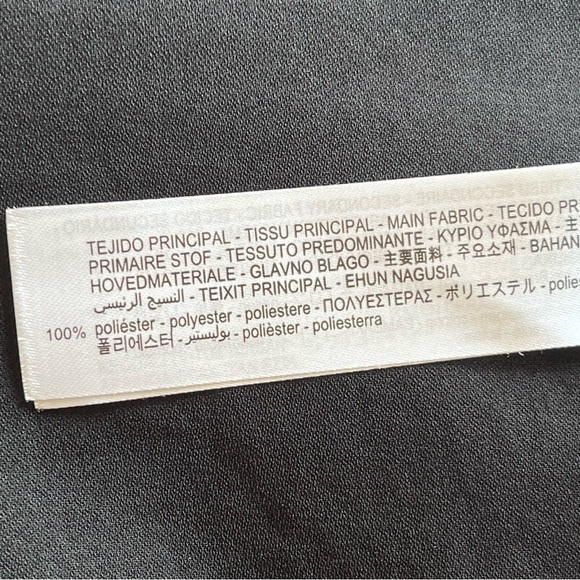 TEJIDO PRINCIPAL - TISSU PRINCIPAL - MAIN FABRIC - TECIDO PR
PRIMAIRE STOF - TESSUTO PREDOMINANTE - ΚΥΡΙΟ ΥΦΑΣΜΑ - 主
HOVEDMATERIALE - GLAVNO BLAGO - 主要面料 - 주요소재 - BAHAN
النسيج الرئيسي - TEIXIT PRINCIPAL - EHUN NAGUSIA
100% poliéster - polyester - poliestere - ΠΟΛΥΕΣΤΕΡΑΣ - ポリエステル - polies
폴리에스터 - بوليستير - polièster - poliesterra